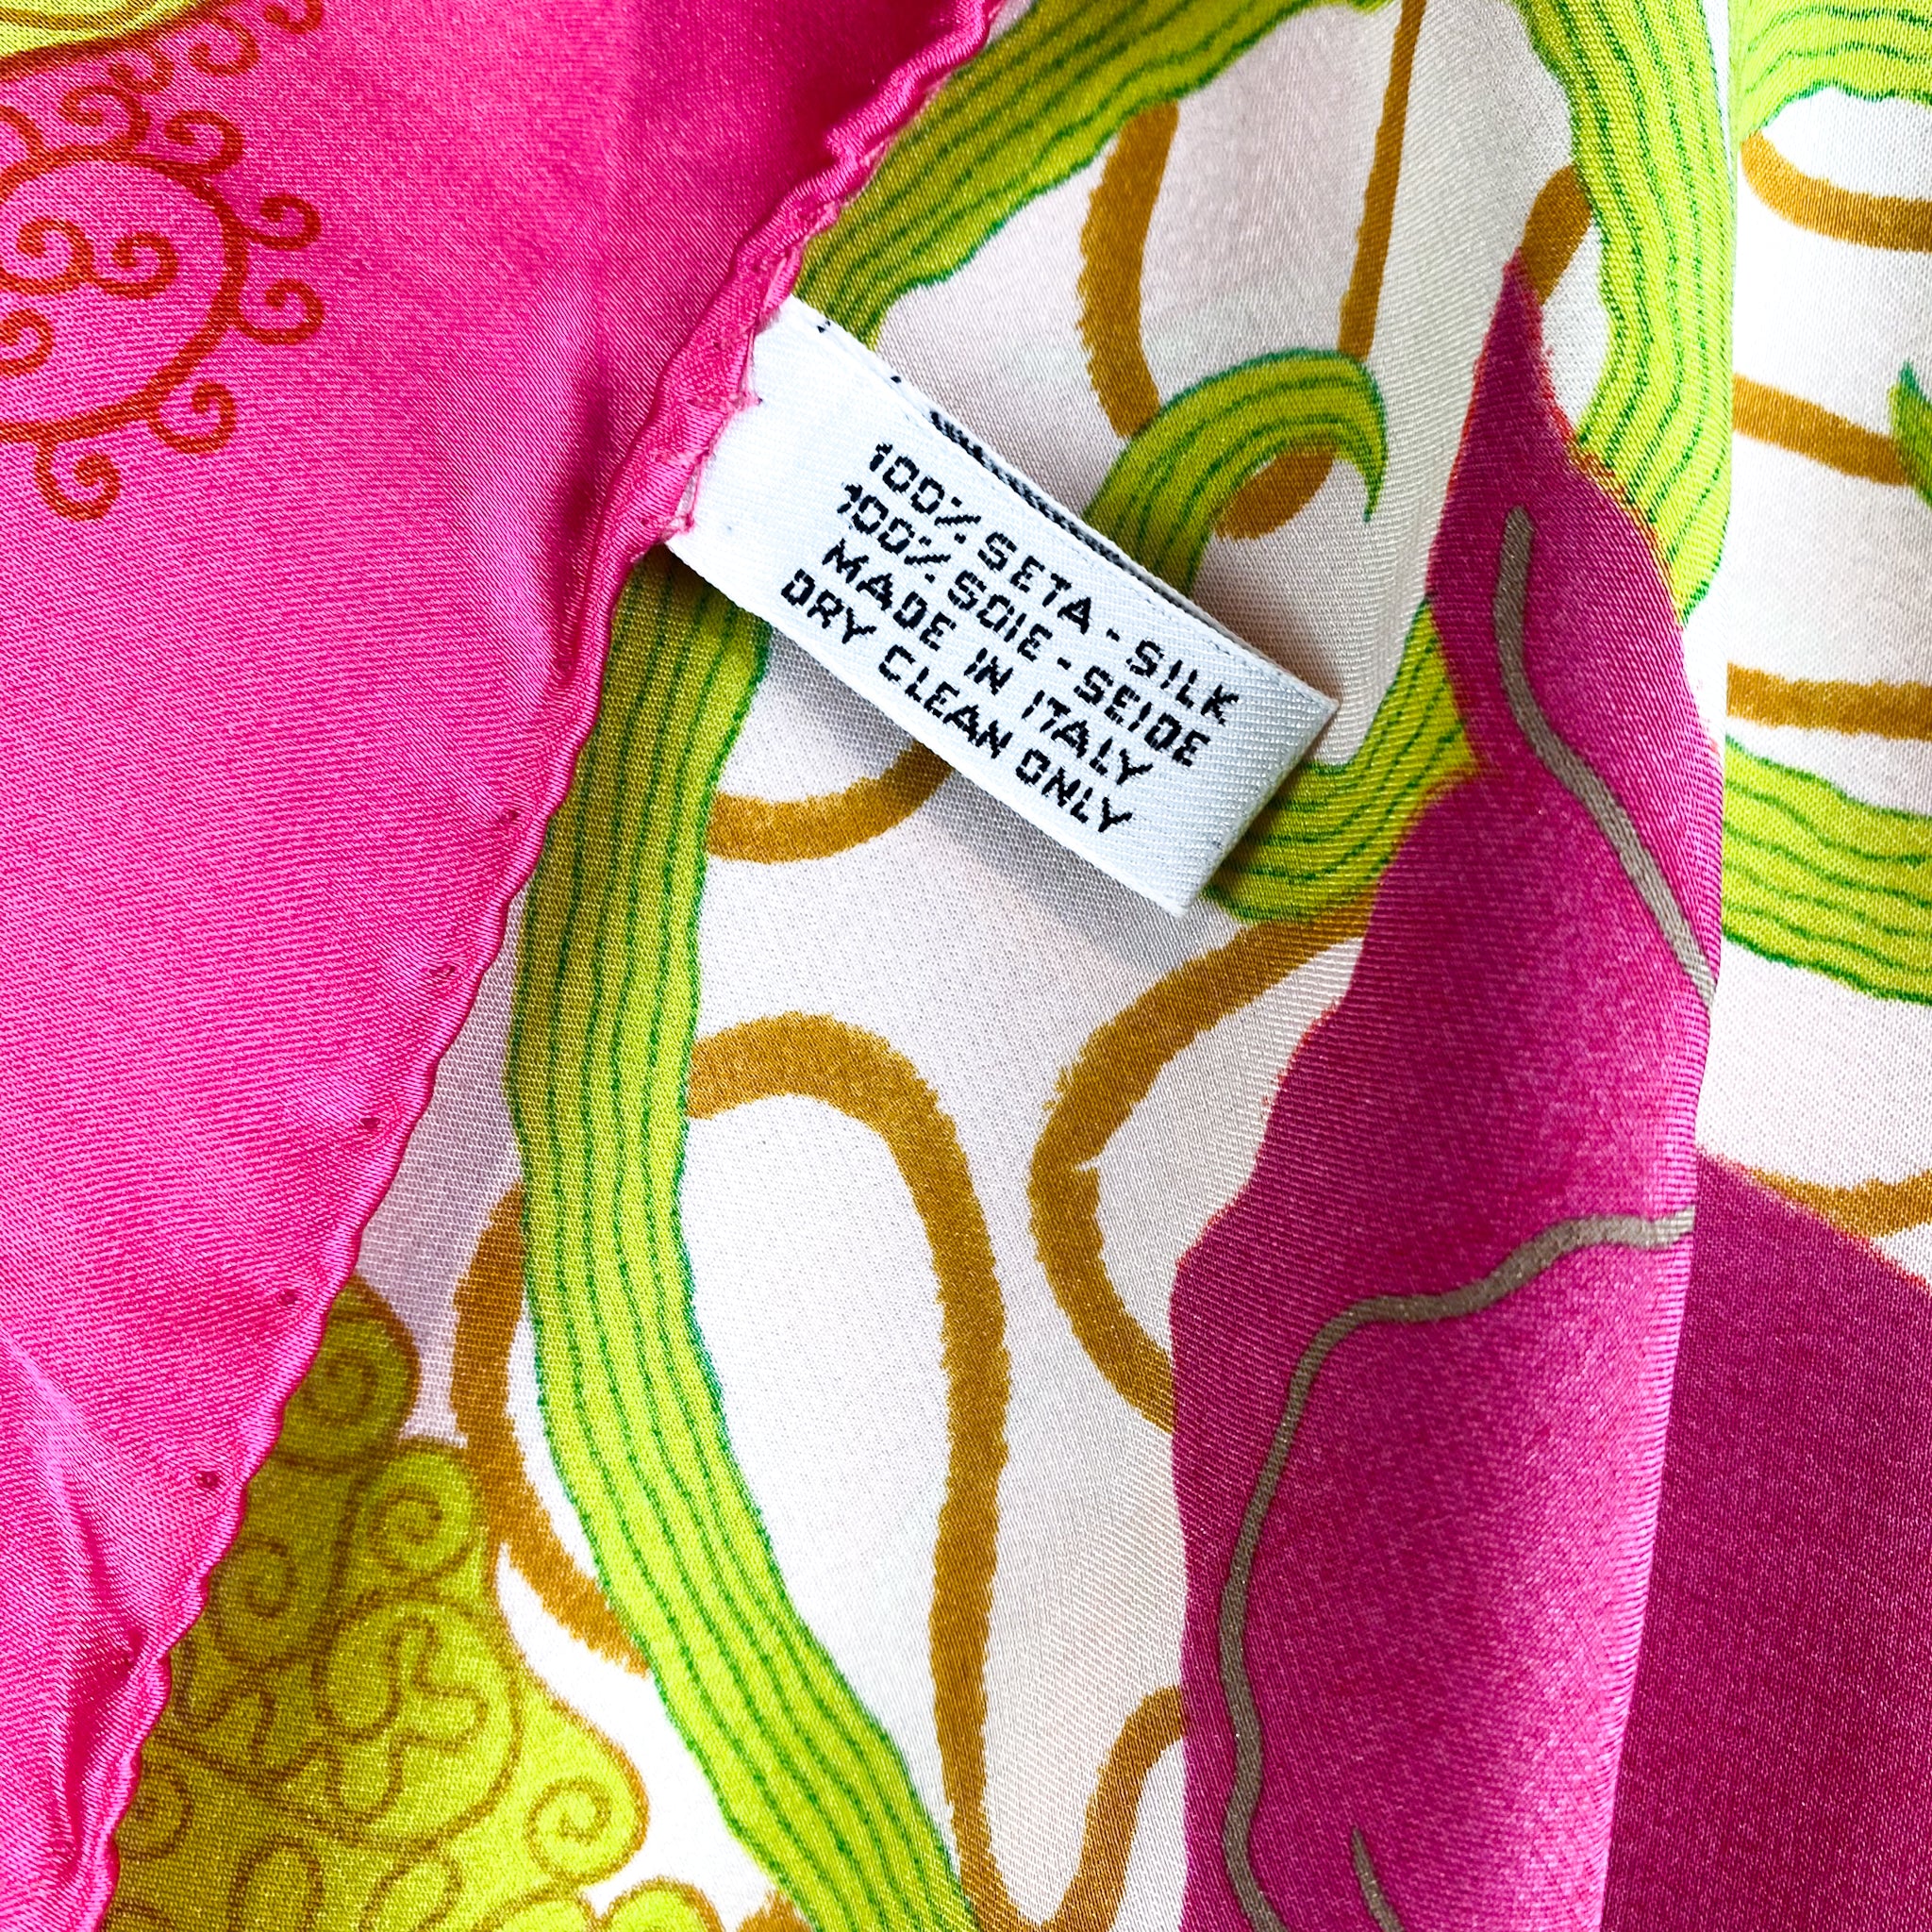 100% SETA - SILK
100% SOIE - SEIDE
MADE IN ITALY
DRY CLEAN ONLY